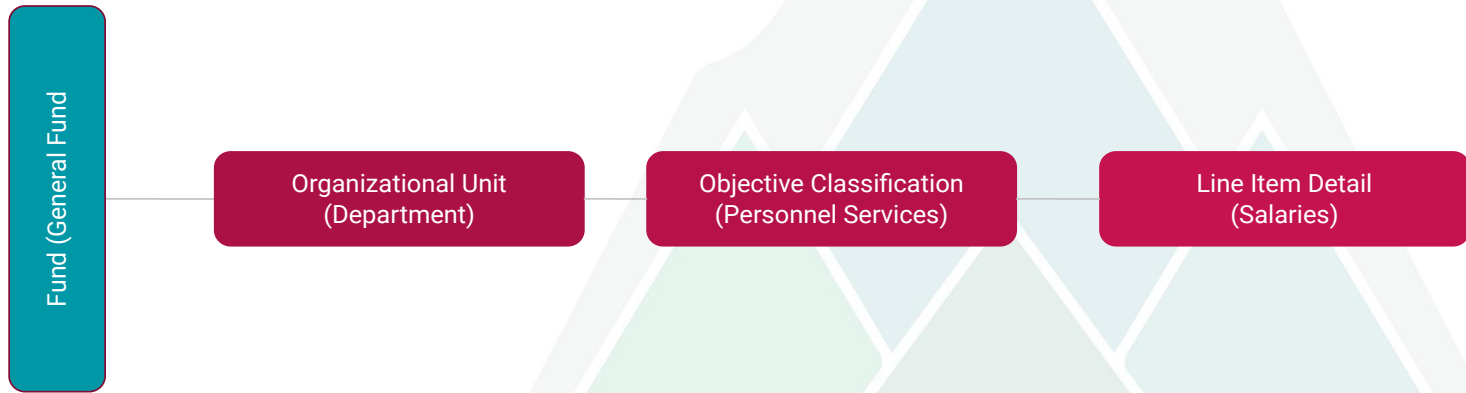 Fund (General Fund
Organizational Unit
(Department)
Objective Classification
(Personnel Services)
Line Item Detail
(Salaries)